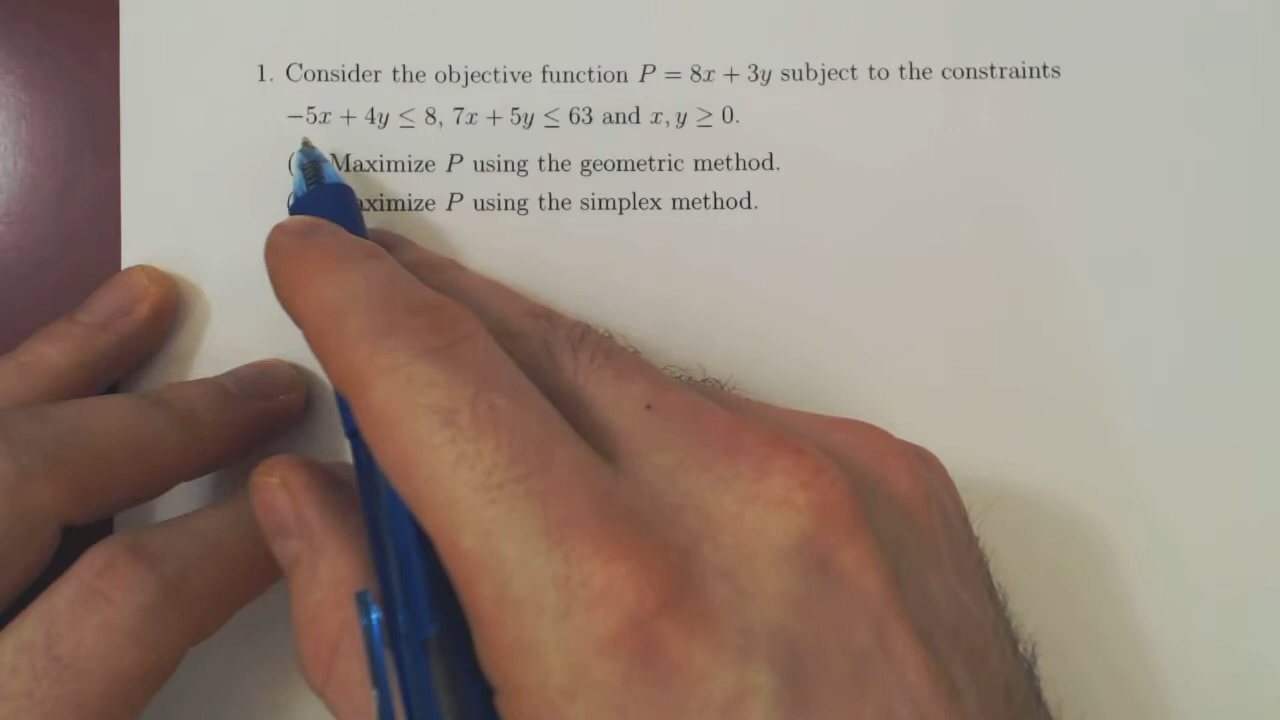 1. Consider the objective function P = 8x + 3y subject to the constraints
−5x + 4y ≤ 8, 7x + 5y ≤ 63 and x, y ≥ 0.
( Maximize P using the geometric method.
( aximize P using the simplex method.